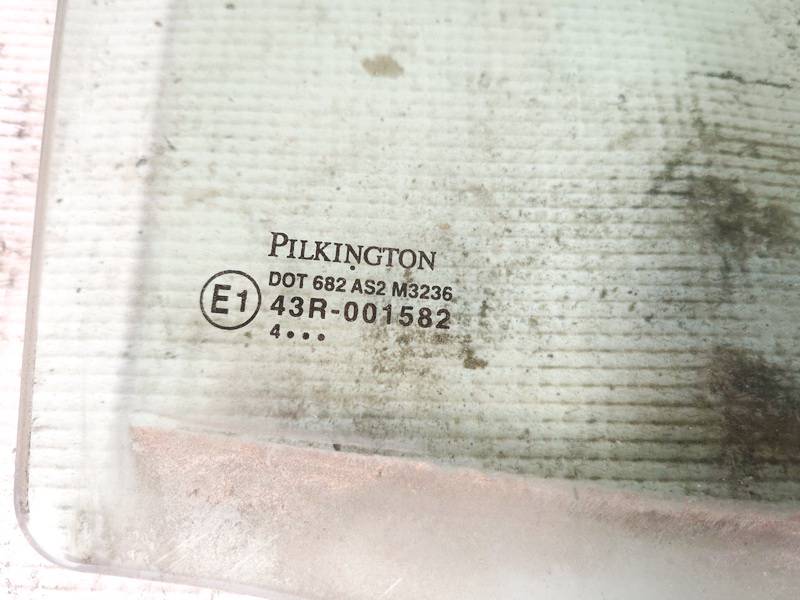 PILKINGTON
DOT 682 AS2 M3236
E1 43R-001582
4•••